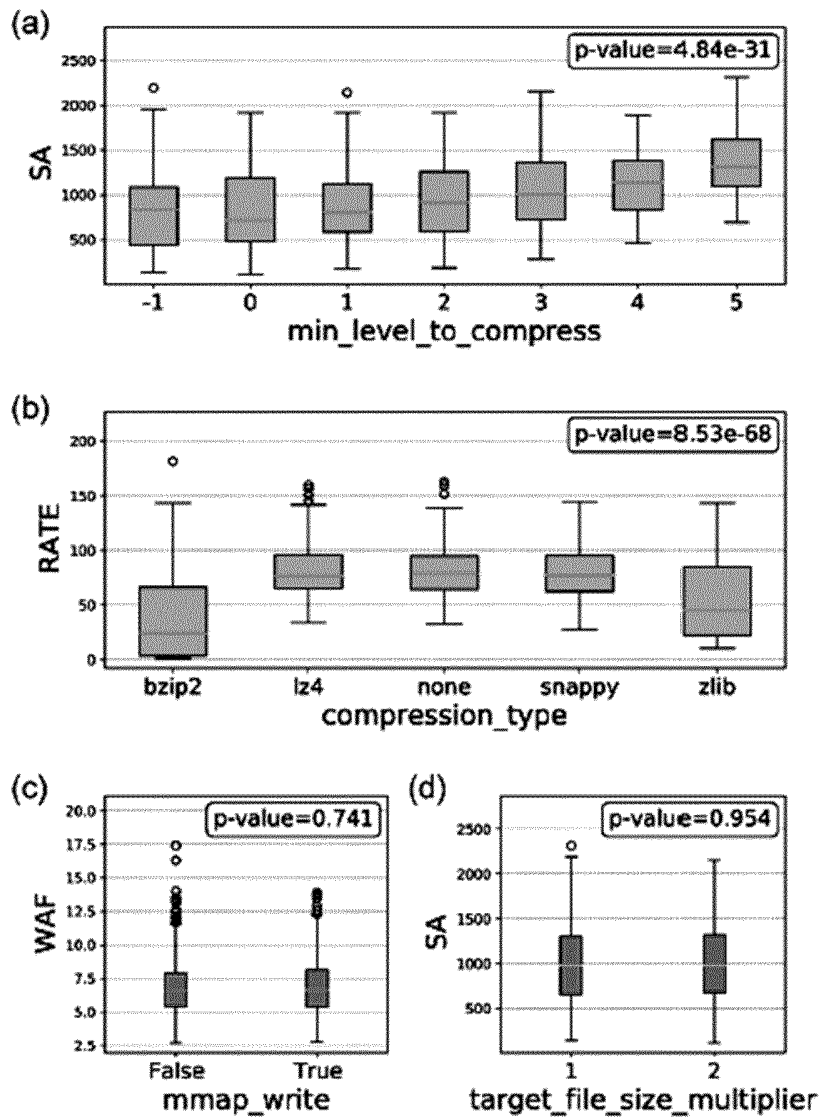 (a)
p-value=4.84e-31
2500
2000
1500
1000
500
SA
-1 0 1 2 3 4 5
min_level_to_compress
(b)
p-value=8.53e-68
200
150
100
50
0
RATE
bzip2 lz4 none snappy zlib
compression_type
(c)
p-value=0.741
20.0
17.5
15.0
12.5
10.0
7.5
5.0
2.5
WAF
False True
mmap_write
(d)
p-value=0.954
2500
2000
1500
1000
500
SA
1 2
target_file_size_multiplier